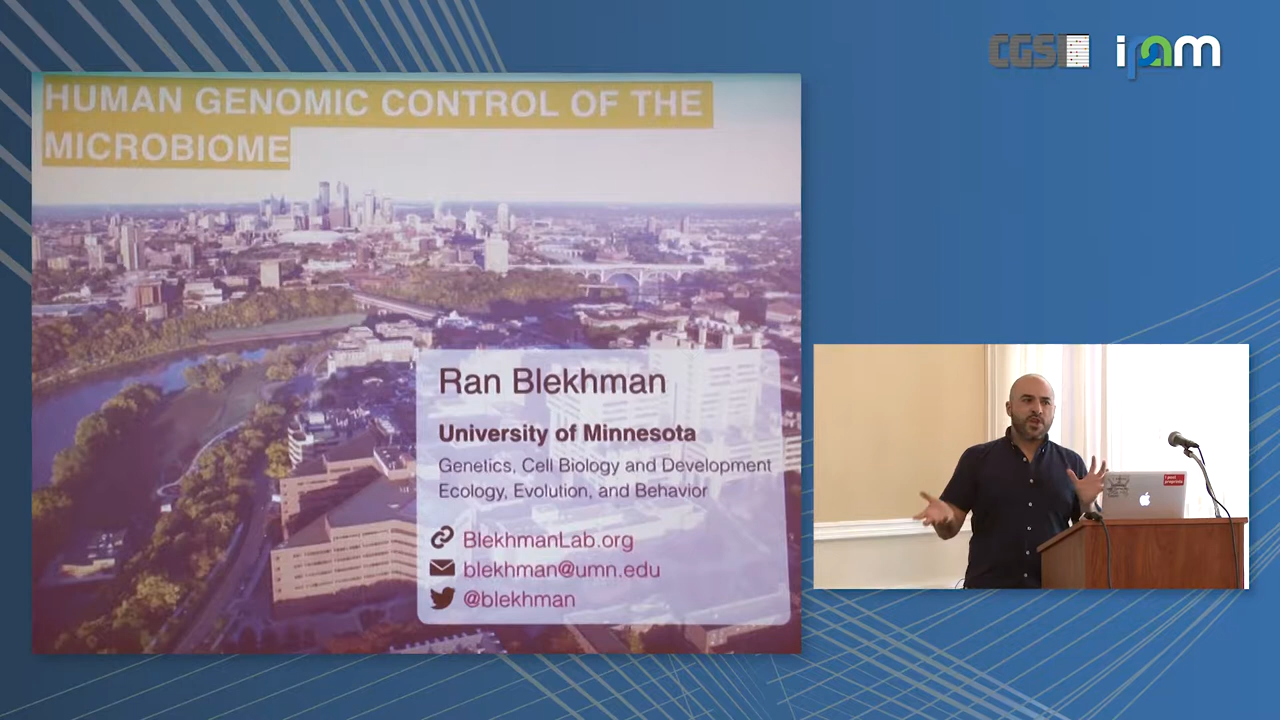 CGSI
ipam
HUMAN GENOMIC CONTROL OF THE
MICROBIOME
Ran Blekhman
University of Minnesota
Genetics, Cell Biology and Development
Ecology, Evolution, and Behavior
BlekhmanLab.org
blekhman@umn.edu
@blekhman